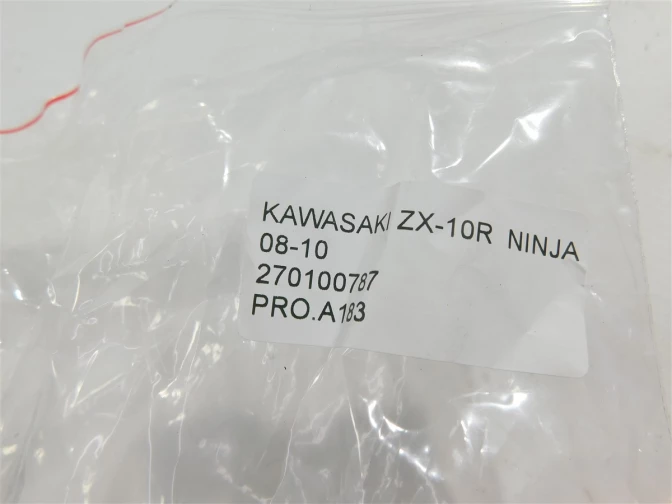 KAWASAKI ZX-10R NINJA
08-10
270100787
PRO.A183